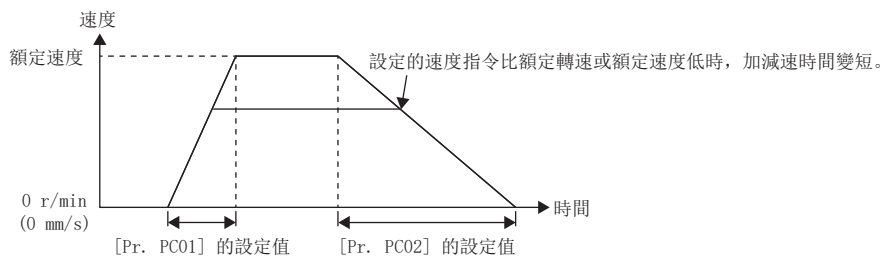 速度
額定速度
設定的速度指令比額定轉速或額定速度低時，加減速時間變短。
0 r/min
(0 mm/s)
時間
[Pr. PC01] 的設定值
[Pr. PC02] 的設定值